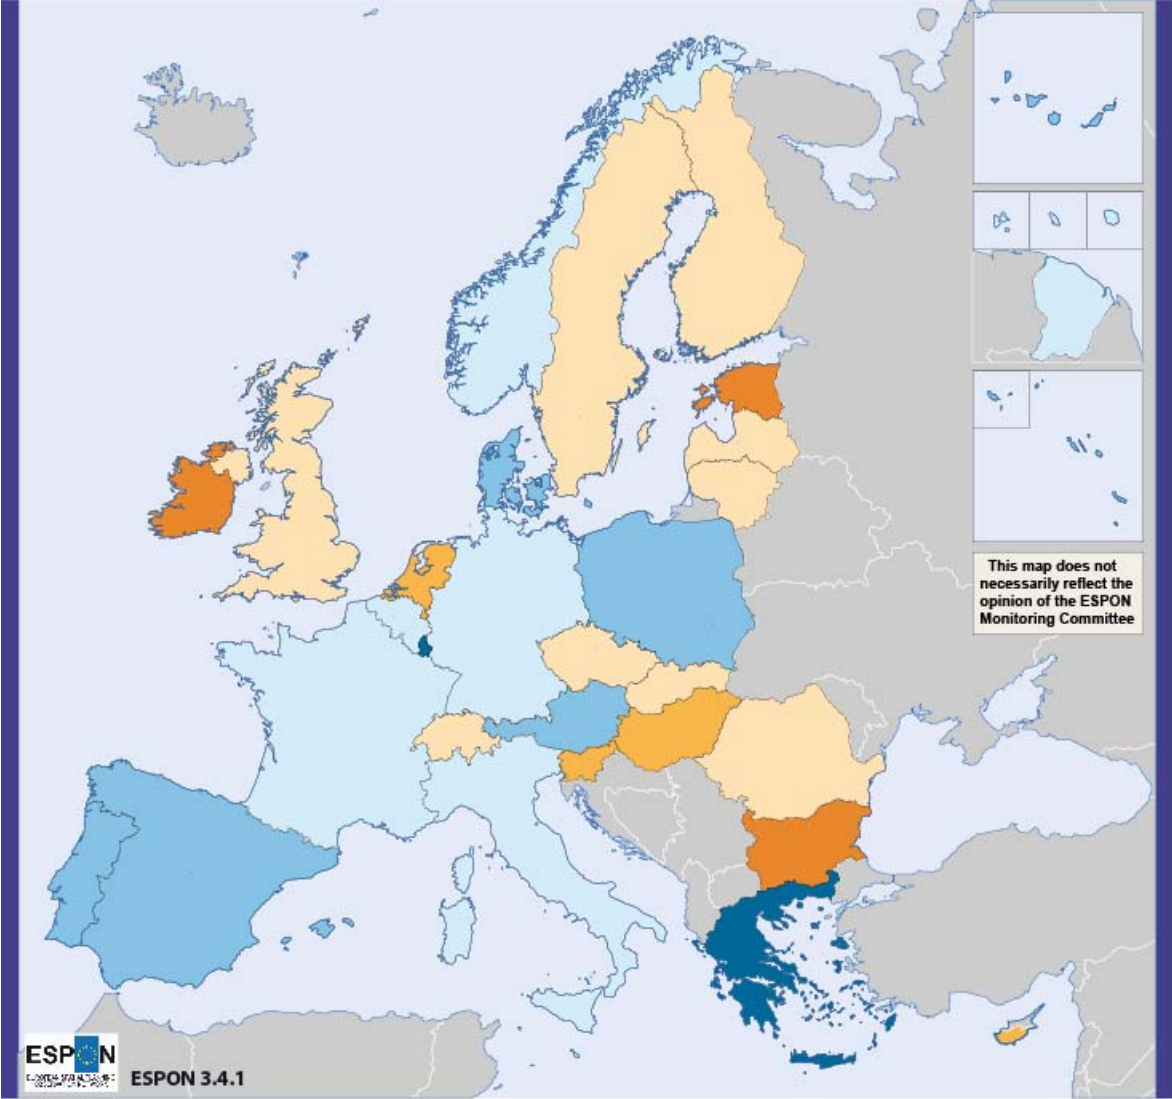 This map does not
necessarily reflect the
opinion of the ESPON
Monitoring Committee
ESPON
ESPON 3.4.1